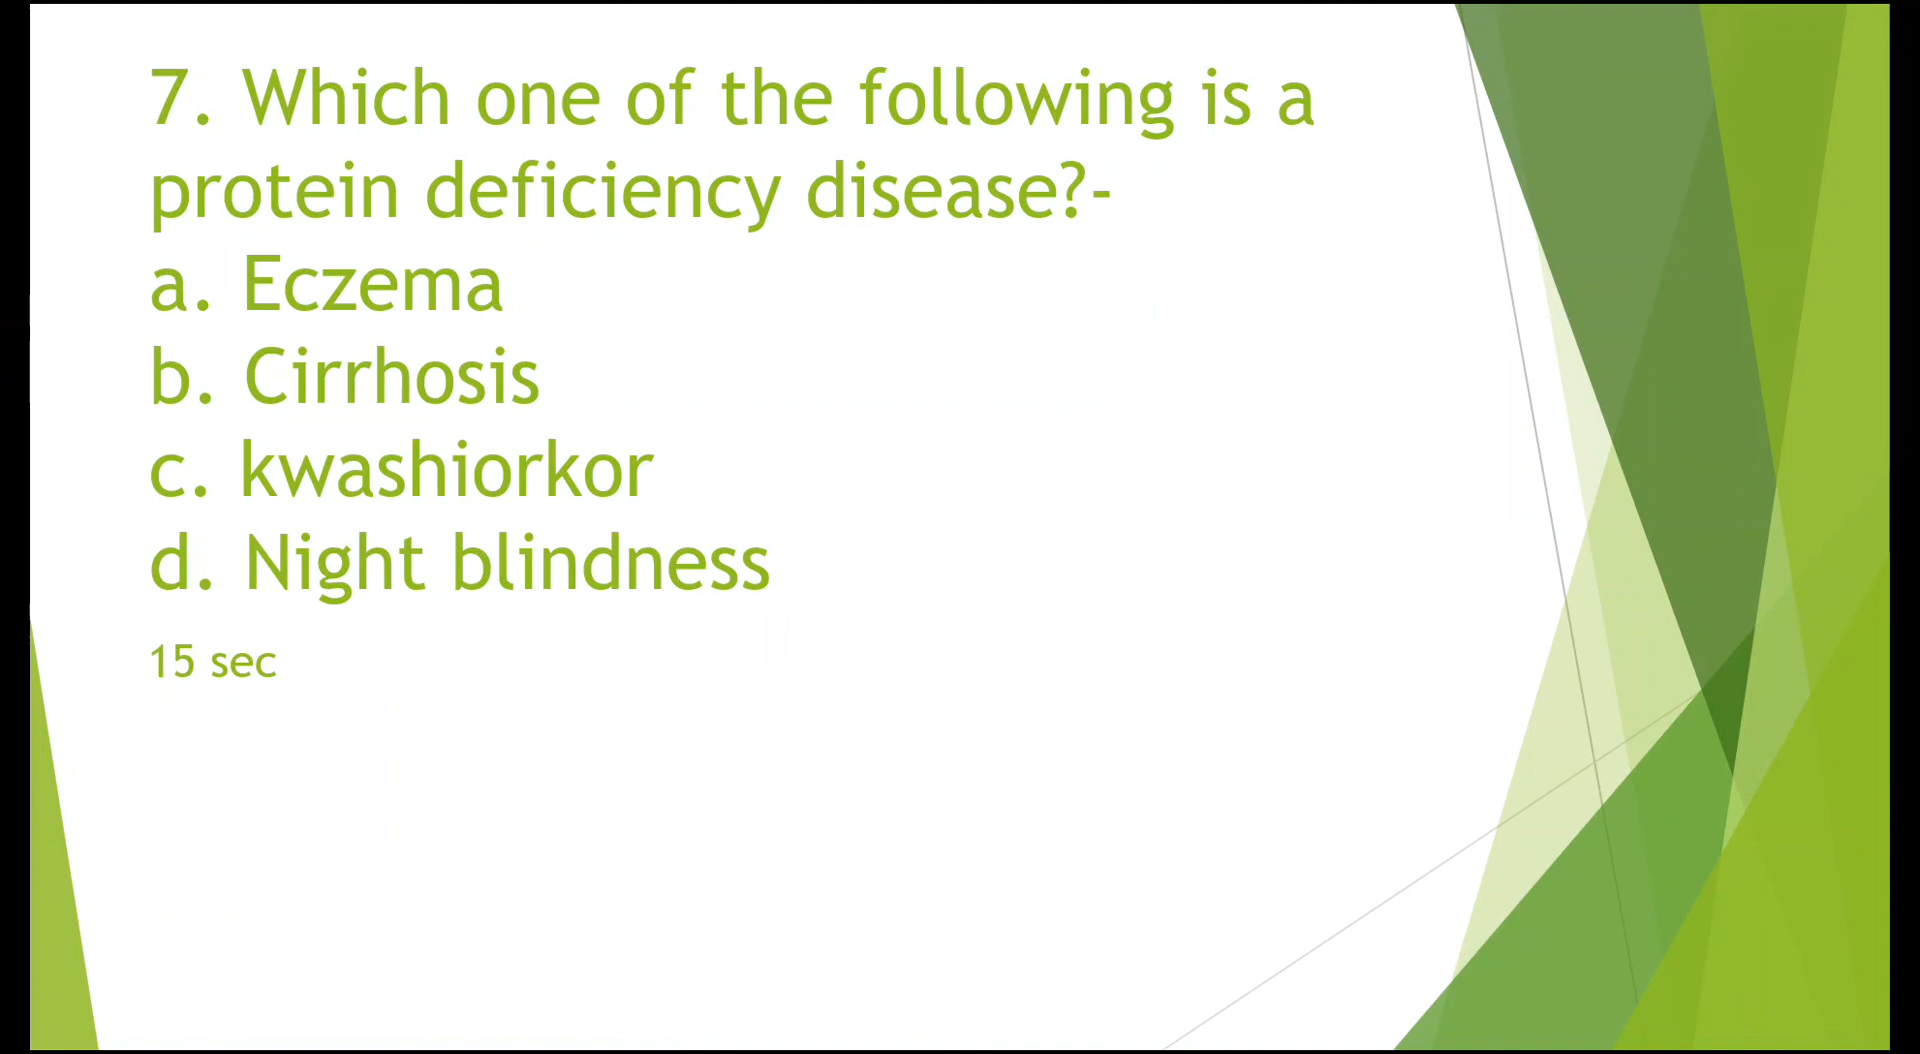 7. Which one of the following is a
protein deficiency disease?-
a. Eczema
b. Cirrhosis
c. kwashiorkor
d. Night blindness
15 sec